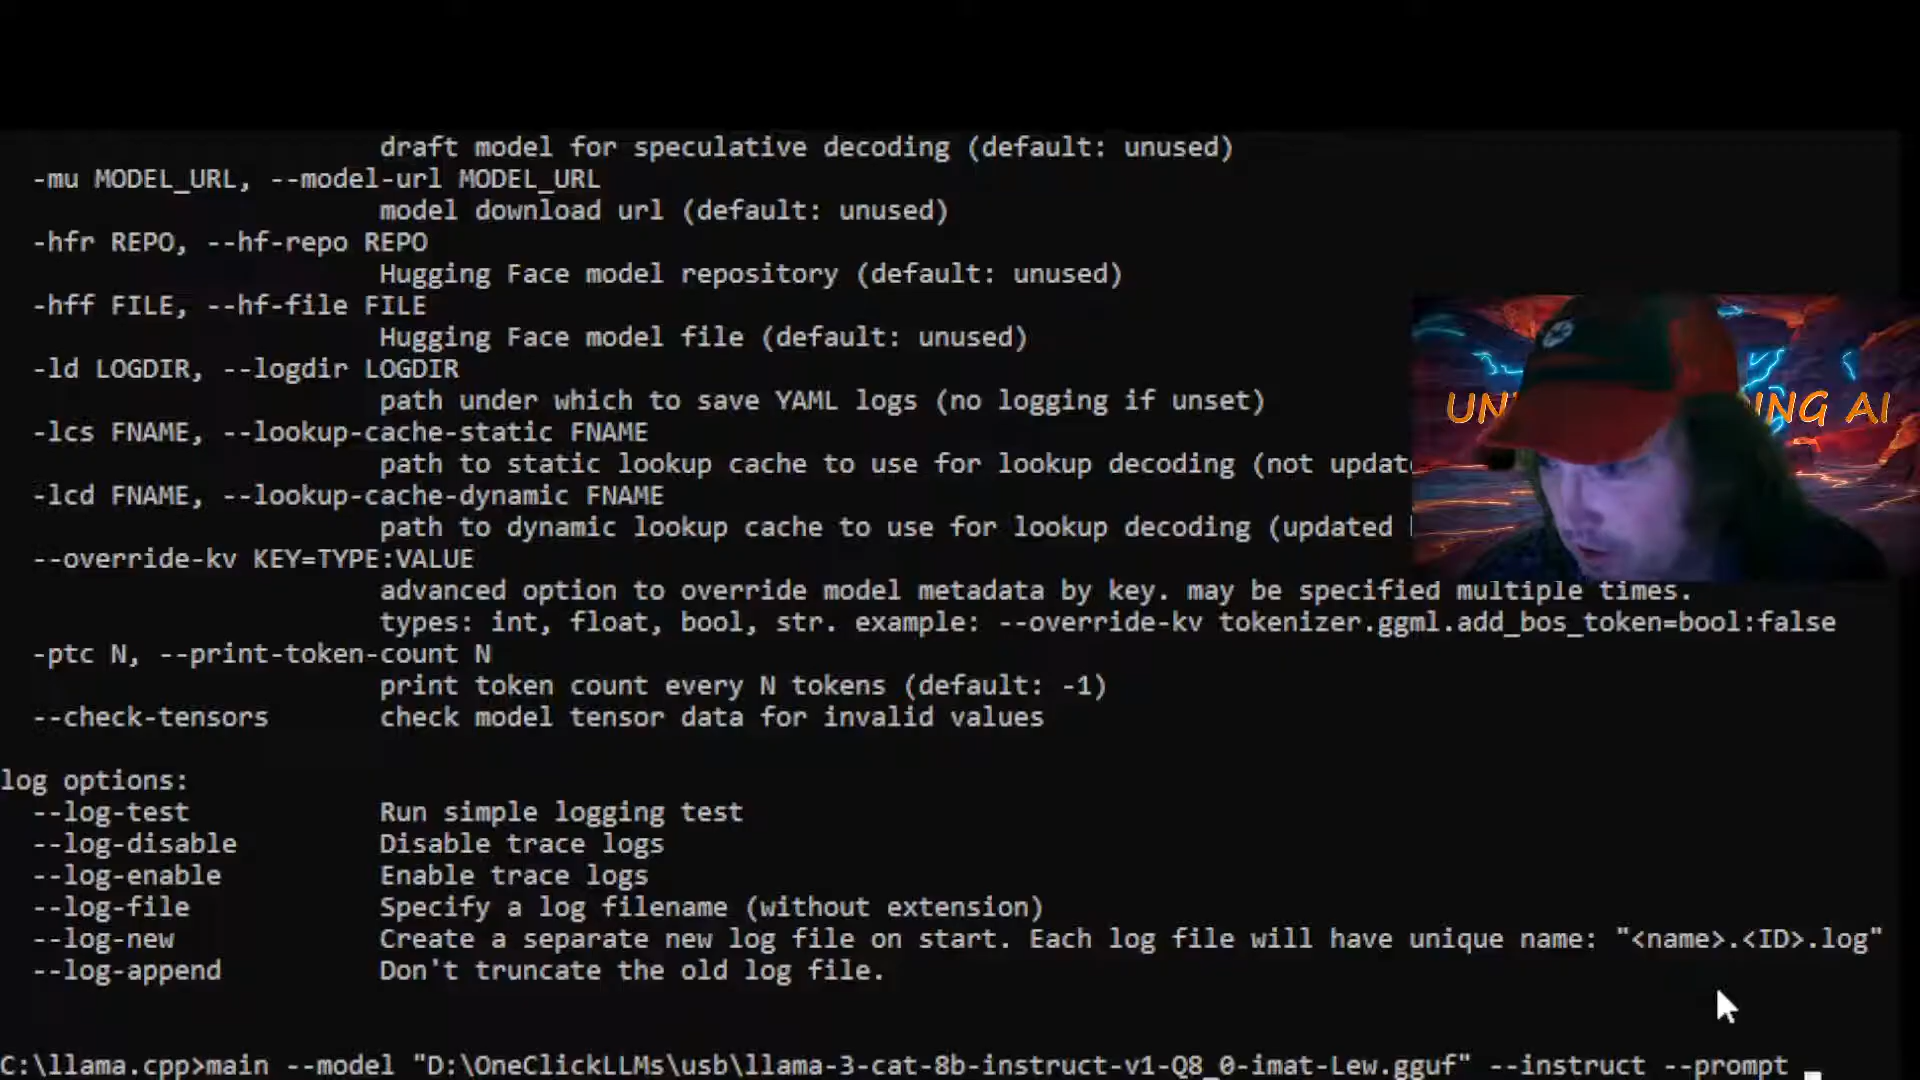 draft model for speculative decoding (default: unused)
-mu MODEL_URL, --model-url MODEL_URL
model download url (default: unused)
-hfr REPO, --hf-repo REPO
Hugging Face model repository (default: unused)
-hff FILE, --hf-file FILE
Hugging Face model file (default: unused)
-ld LOGDIR, --logdir LOGDIR
path under which to save YAML logs (no logging if unset)
-lcs FNAME, --lookup-cache-static FNAME
path to static lookup cache to use for lookup decoding (not
-lcd FNAME, --lookup-cache-dynamic FNAME
path to dynamic lookup cache to use for lookup decoding (updated
--override-kv KEY=TYPE:VALUE
advanced option to override model metadata by key. may be specified multiple times.
types: int, float, bool, str. example: --override-kv tokenizer.ggml.add_bos_token=bool:false
-ptc N, --print-token-count N
print token count every N tokens (default: -1)
--check-tensors check model tensor data for invalid values
log options:
--log-test Run simple logging test
--log-disable Disable trace logs
--log-enable Enable trace logs
--log-file Specify a log filename (without extension)
--log-new Create a separate new log file on start. Each log file will have unique name: "<name>.<ID>.log"
--log-append Don't truncate the old log file.
C:\llama.cpp>main --model "D:\OneClickLLMs\usb\llama-3-cat-8b-instruct-v1-Q8_0-imat-Lew.gguf" --instruct --prompt
AI